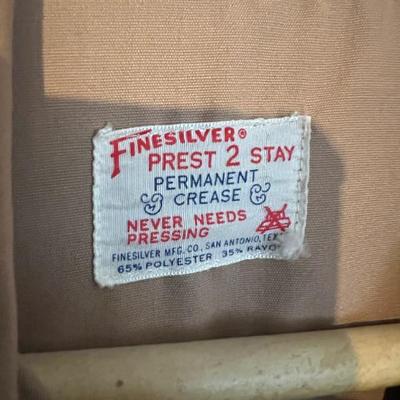 FINESILVER®
PREST 2 STAY
PERMANENT
CREASE
NEVER NEEDS
PRESSING
FINESILVER MFG. CO., SAN ANTONIO, TEX.
65% POLYESTER 35% RAYON